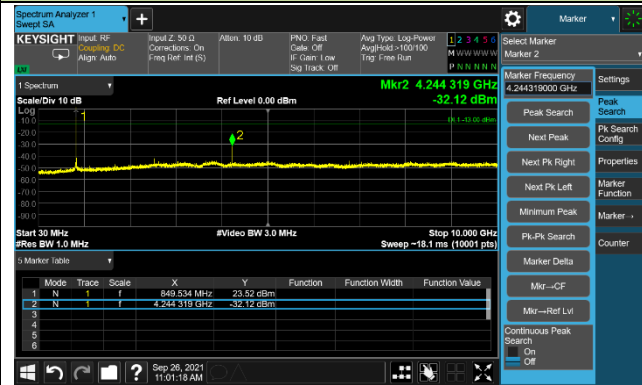 Spectrum Analyzer 1
Swept SA
Marker
KEYSIGHT Input: RF Input Z: 50 Ω Atten: 10 dB PNO: Fast Avg Type: Log-Power 1 2 3 4 5 6
Coupling: DC Corrections: On Gate: Off Avg|Hold:>100/100 M W W W W W
Align: Auto Freq Ref: Int (S) IF Gain: Low Trig: Free Run P N N N N N
Sig Track: Off
Select Marker
Marker 2
1 Spectrum
Mkr2 4.244 319 GHz
Scale/Div 10 dB Ref Level 0.00 dBm -32.12 dBm
Log
-10.0
-20.0
-30.0
-40.0
-50.0
-60.0
-70.0
-80.0
-90.0
1
2
DL1 -13.00 dBm
Start 30 MHz #Video BW 3.0 MHz Stop 10.000 GHz
#Res BW 1.0 MHz Sweep ~18.1 ms (10001 pts)
5 Marker Table
Mode Trace Scale X Y Function Function Width Function Value
1 N 1 f 849.534 MHz 23.52 dBm
2 N 1 f 4.244 319 GHz -32.12 dBm
3
4
5
6
Marker Frequency
4.244319000 GHz
Peak Search
Next Peak
Next Pk Right
Next Pk Left
Minimum Peak
Pk-Pk Search
Marker Delta
Mkr→CF
Mkr→Ref Lvl
Continuous Peak
Search
On
Off
Settings
Peak
Search
Pk Search
Config
Properties
Marker
Function
Marker→
Counter
?
Sep 26, 2021
11:01:18 AM